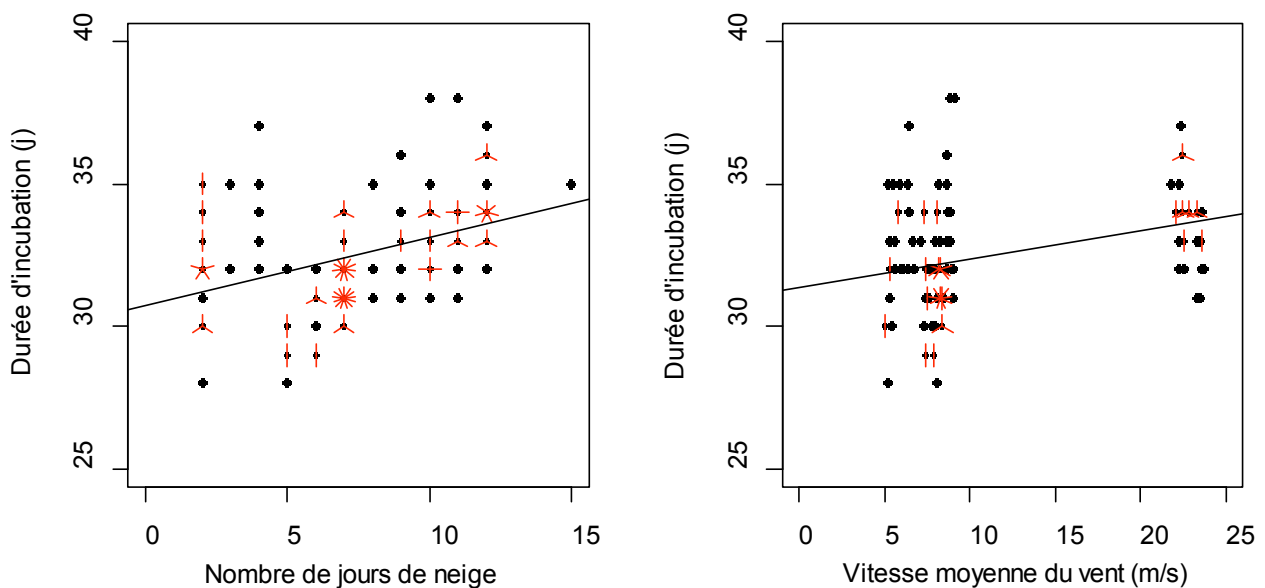 Durée d'incubation (j)
40
35
30
25
0 5 10 15
Nombre de jours de neige
Durée d'incubation (j)
40
35
30
25
0 5 10 15 20 25
Vitesse moyenne du vent (m/s)